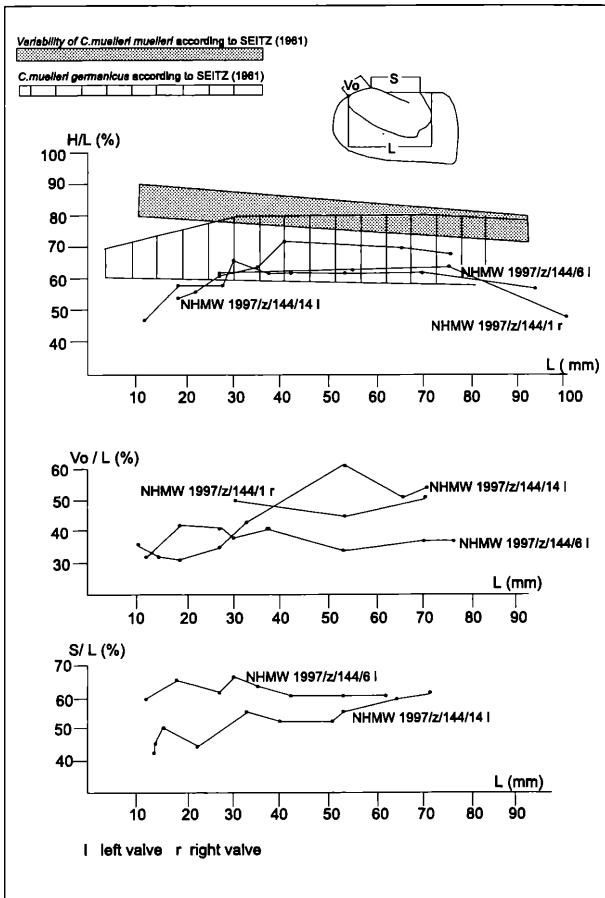 Variability of C.muelleri muelleri according to SEITZ (1961)
C.muelleri germanicus according to SEITZ (1961)
Vo
S
L
H/L (%)
100
90
80
70
60
50
40
NHMW 1997/z/144/6 l
NHMW 1997/z/144/14 l
NHMW 1997/z/144/1 r
L ( mm)
10 20 30 40 50 60 70 80 90 100
Vo / L (%)
60
50
40
30
NHMW 1997/z/144/1 r
NHMW 1997/z/144/14 l
NHMW 1997/z/144/6 l
L (mm)
10 20 30 40 50 60 70 80 90
S/ L (%)
70
60
50
40
NHMW 1997/z/144/6 l
NHMW 1997/z/144/14 l
L (mm)
10 20 30 40 50 60 70 80 90
l left valve r right valve